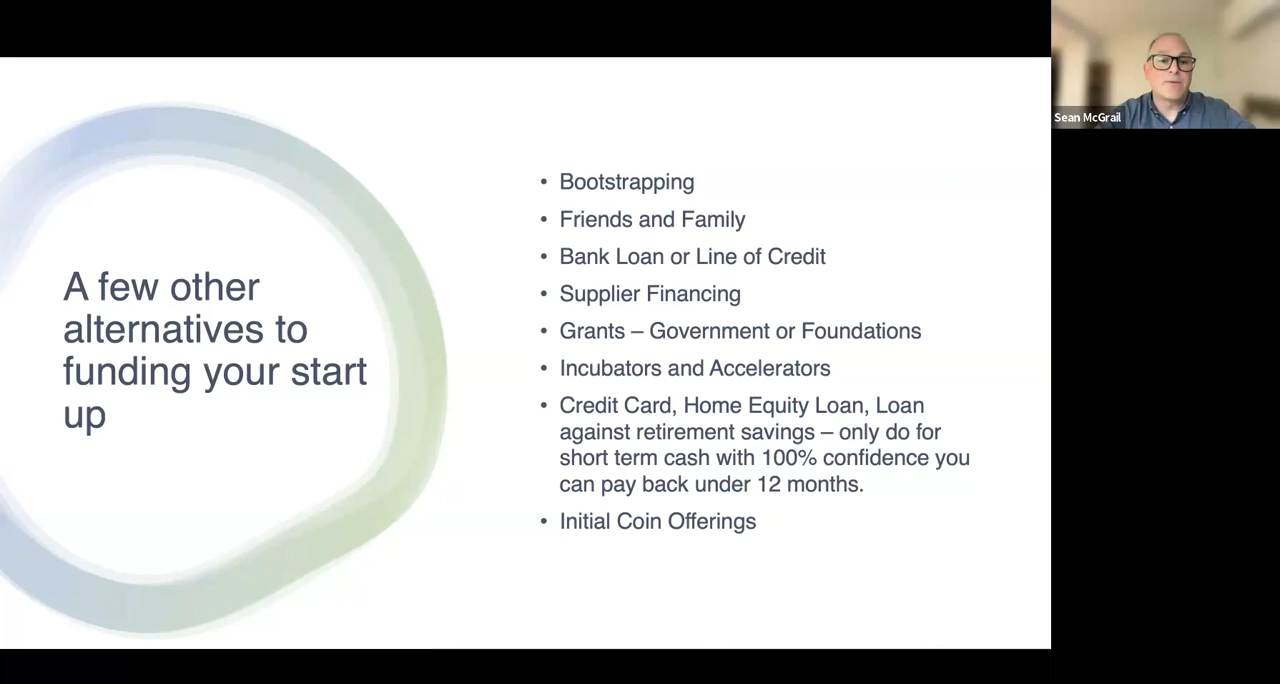 A few other
alternatives to
funding your start
up
• Bootstrapping
• Friends and Family
• Bank Loan or Line of Credit
• Supplier Financing
• Grants – Government or Foundations
• Incubators and Accelerators
• Credit Card, Home Equity Loan, Loan
against retirement savings – only do for
short term cash with 100% confidence you
can pay back under 12 months.
• Initial Coin Offerings
Sean McGrail